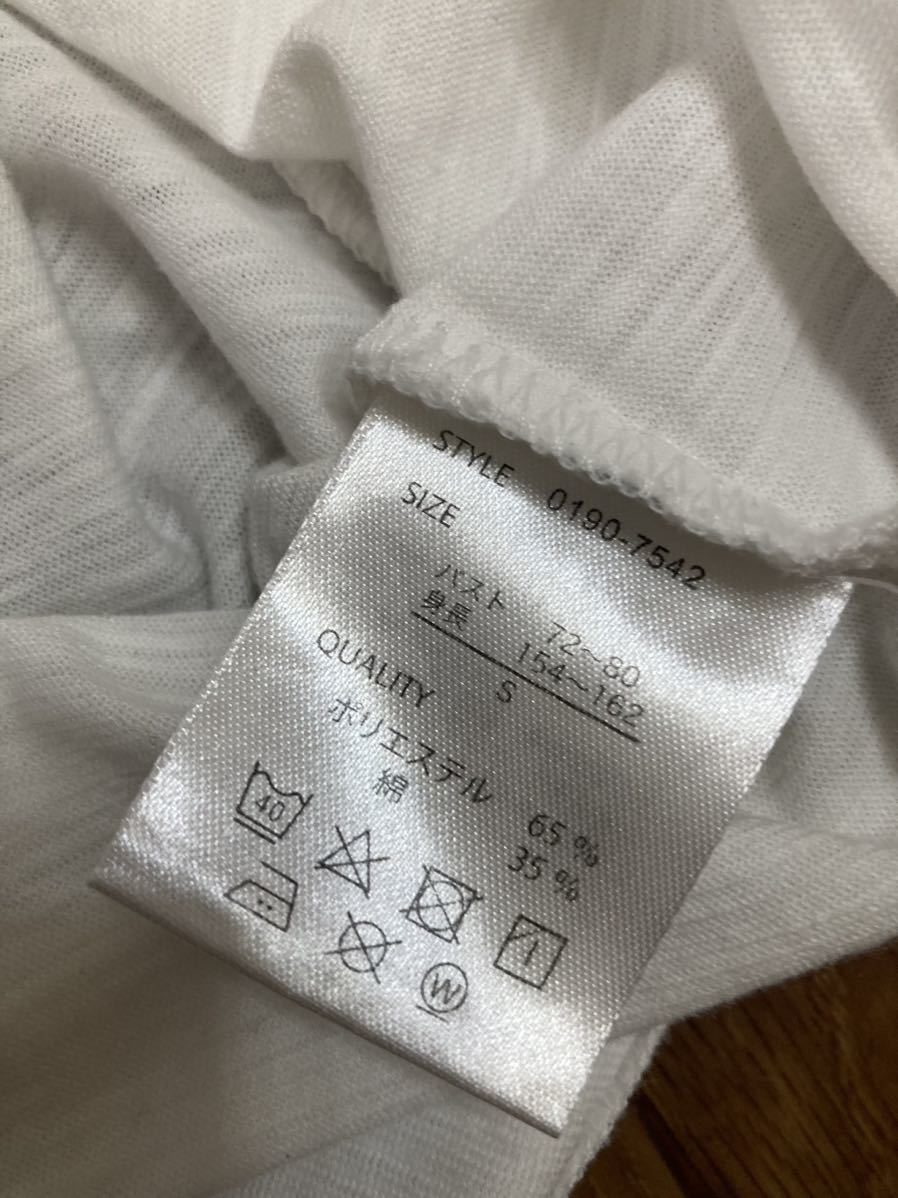 STYLE 0190-7542
SIZE
バスト 72〜80
身長 154〜162
S
QUALITY
ポリエステル 65%
綿 35%
40
W